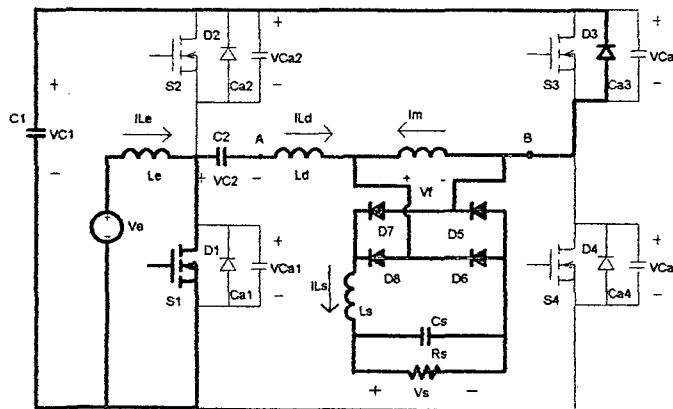 D2
+
VCa2
-
S2
Ca2
D3
+
VCa
-
S3
Ca3
C1
+
VC1
-
ILe
Le
C2
+ VC2 -
A
ILd
Ld
Im
B
+ Vf -
Ve
+
-
D1
+
VCa1
-
S1
Ca1
D7
D5
D8
D6
ILs
Ls
Cs
Rs
+ Vs -
D4
+
VCa
-
S4
Ca4